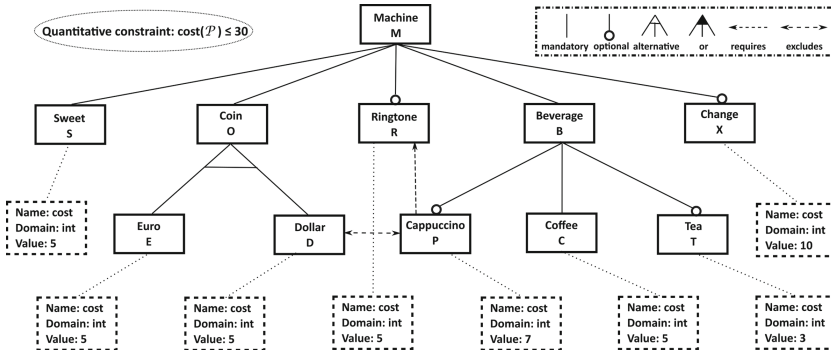 Quantitative constraint: cost(𝒫) ≤ 30
Machine
M
mandatory optional alternative or requires excludes
Sweet
S
Coin
O
Ringtone
R
Beverage
B
Change
X
Name: cost
Domain: int
Value: 5
Euro
E
Dollar
D
Cappuccino
P
Coffee
C
Tea
T
Name: cost
Domain: int
Value: 10
Name: cost
Domain: int
Value: 5
Name: cost
Domain: int
Value: 5
Name: cost
Domain: int
Value: 5
Name: cost
Domain: int
Value: 7
Name: cost
Domain: int
Value: 5
Name: cost
Domain: int
Value: 3